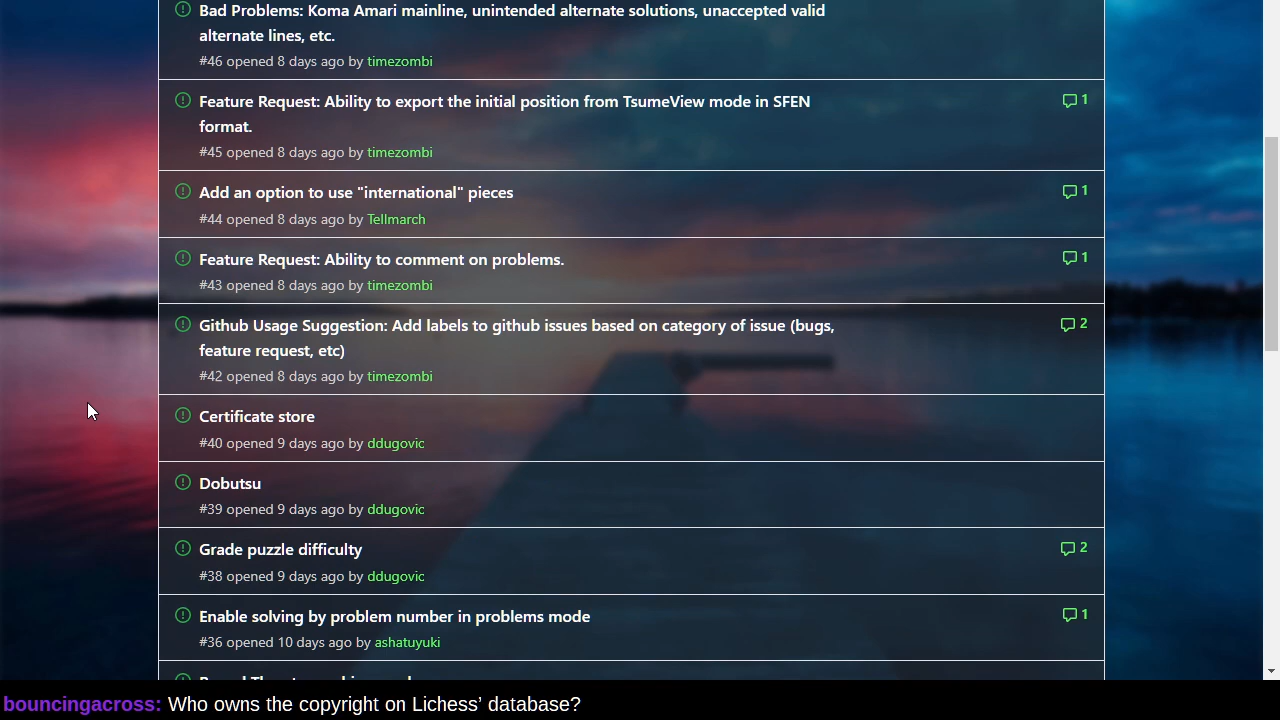 Bad Problems: Koma Amari mainline, unintended alternate solutions, unaccepted valid
alternate lines, etc.
#46 opened 8 days ago by timezombi
Feature Request: Ability to export the initial position from TsumeView mode in SFEN
format.
1
#45 opened 8 days ago by timezombi
Add an option to use "international" pieces
1
#44 opened 8 days ago by Tellmarch
Feature Request: Ability to comment on problems.
1
#43 opened 8 days ago by timezombi
Github Usage Suggestion: Add labels to github issues based on category of issue (bugs,
feature request, etc)
2
#42 opened 8 days ago by timezombi
Certificate store
#40 opened 9 days ago by ddugovic
Dobutsu
#39 opened 9 days ago by ddugovic
Grade puzzle difficulty
2
#38 opened 9 days ago by ddugovic
Enable solving by problem number in problems mode
1
#36 opened 10 days ago by ashatuyuki
bouncingacross: Who owns the copyright on Lichess’ database?